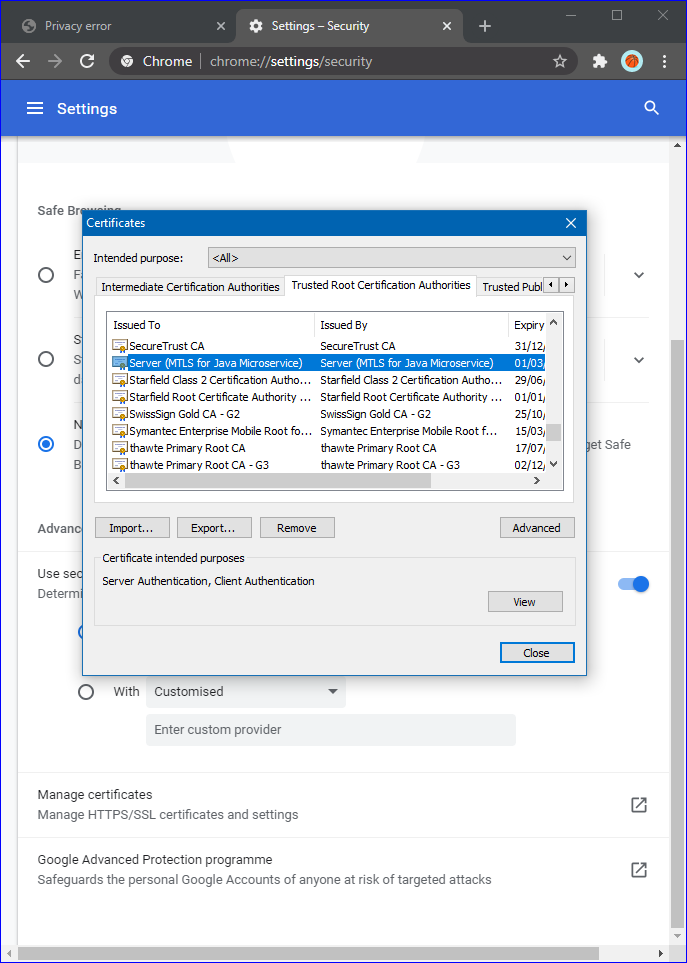 Privacy error
Settings – Security
Chrome
chrome://settings/security
Settings
Safe Browsing
Certificates
Intended purpose:
<All>
Intermediate Certification Authorities
Trusted Root Certification Authorities
Trusted Publ
Issued To Issued By Expiry
SecureTrust CA SecureTrust CA 31/12/
Server (MTLS for Java Microservice) Server (MTLS for Java Microservice) 01/03/
Starfield Class 2 Certification Autho... Starfield Class 2 Certification Autho... 29/06/
Starfield Root Certificate Authority ... Starfield Root Certificate Authority ... 01/01/
SwissSign Gold CA - G2 SwissSign Gold CA - G2 25/10/
Symantec Enterprise Mobile Root fo... Symantec Enterprise Mobile Root fo... 15/03/
thawte Primary Root CA thawte Primary Root CA 17/07/
thawte Primary Root CA - G3 thawte Primary Root CA - G3 02/12/
get Safe
Import...
Export...
Remove
Advanced
Certificate intended purposes
Server Authentication, Client Authentication
View
Close
Advanc
Use sec
Determi
With
Customised
Enter custom provider
Manage certificates
Manage HTTPS/SSL certificates and settings
Google Advanced Protection programme
Safeguards the personal Google Accounts of anyone at risk of targeted attacks